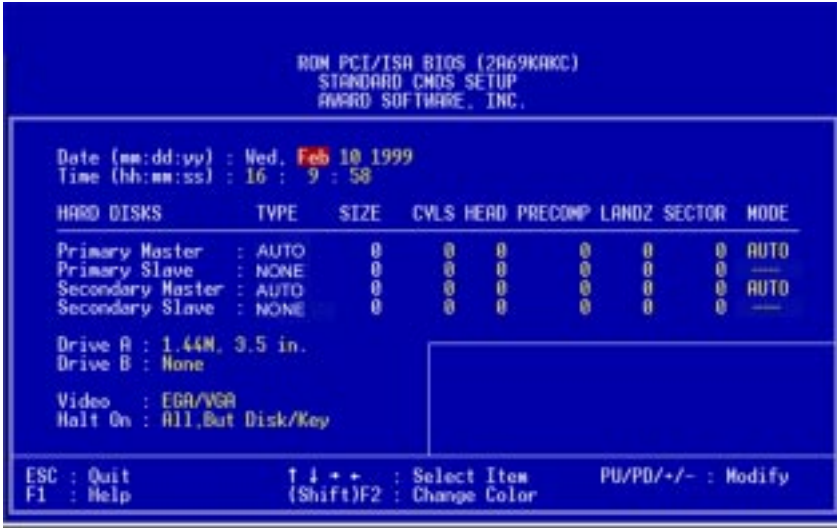 ROM PCI/ISA BIOS (2A69KAKC)
STANDARD CMOS SETUP
AWARD SOFTWARE, INC.
Date (mm:dd:yy) : Wed, Feb 10 1999
Time (hh:mm:ss) : 16 : 9 : 58
HARD DISKS TYPE SIZE CYLS HEAD PRECOMP LANDZ SECTOR MODE
Primary Master : AUTO 0 0 0 0 0 0 AUTO
Primary Slave : NONE 0 0 0 0 0 0 ----
Secondary Master : AUTO 0 0 0 0 0 0 AUTO
Secondary Slave : NONE 0 0 0 0 0 0 ----
Drive A : 1.44M, 3.5 in.
Drive B : None
Video : EGA/VGA
Halt On : All,But Disk/Key
ESC : Quit ↑ ↓ → ← : Select Item PU/PD/+/- : Modify
F1 : Help (Shift)F2 : Change Color